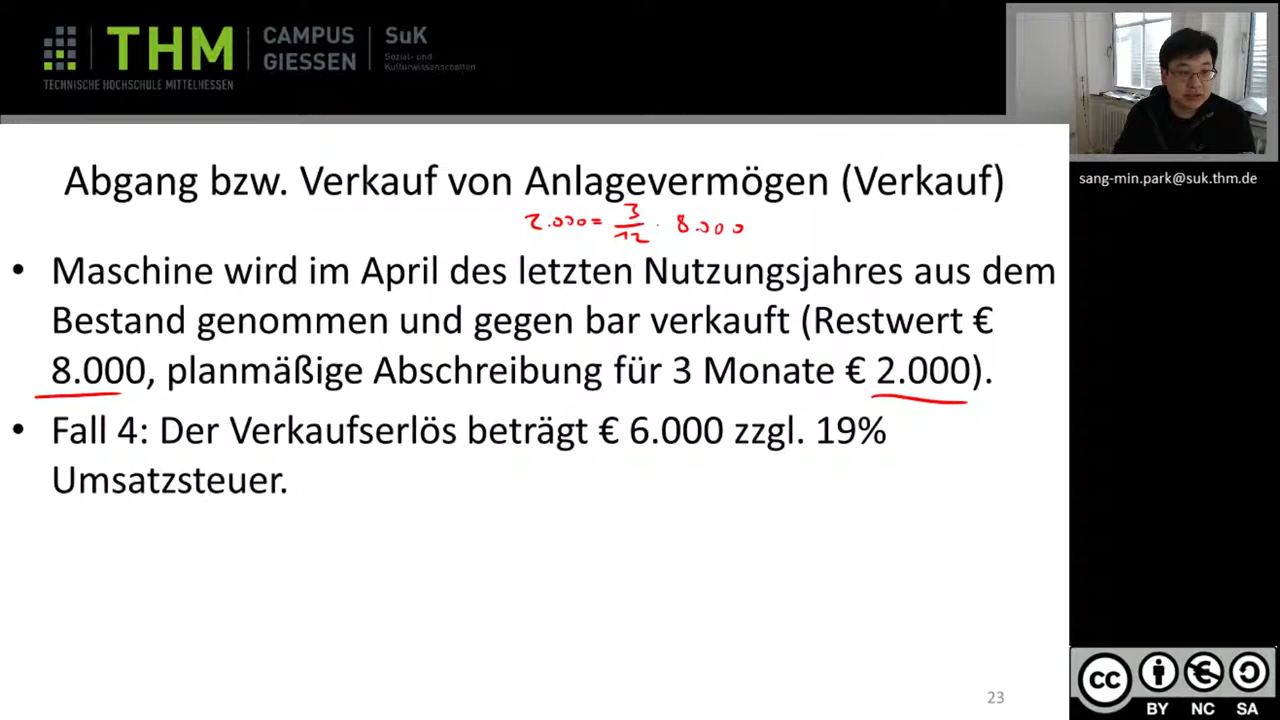 THM
TECHNISCHE HOCHSCHULE MITTELHESSEN
CAMPUS
GIESSEN
SuK
Sozial- und
Kulturwissenschaften
sang-min.park@suk.thm.de
Abgang bzw. Verkauf von Anlagevermögen (Verkauf)
2.000 = 3/12 · 8.000
• Maschine wird im April des letzten Nutzungsjahres aus dem
Bestand genommen und gegen bar verkauft (Restwert €
8.000, planmäßige Abschreibung für 3 Monate € 2.000).
• Fall 4: Der Verkaufserlös beträgt € 6.000 zzgl. 19%
Umsatzsteuer.
23
cc
BY NC SA